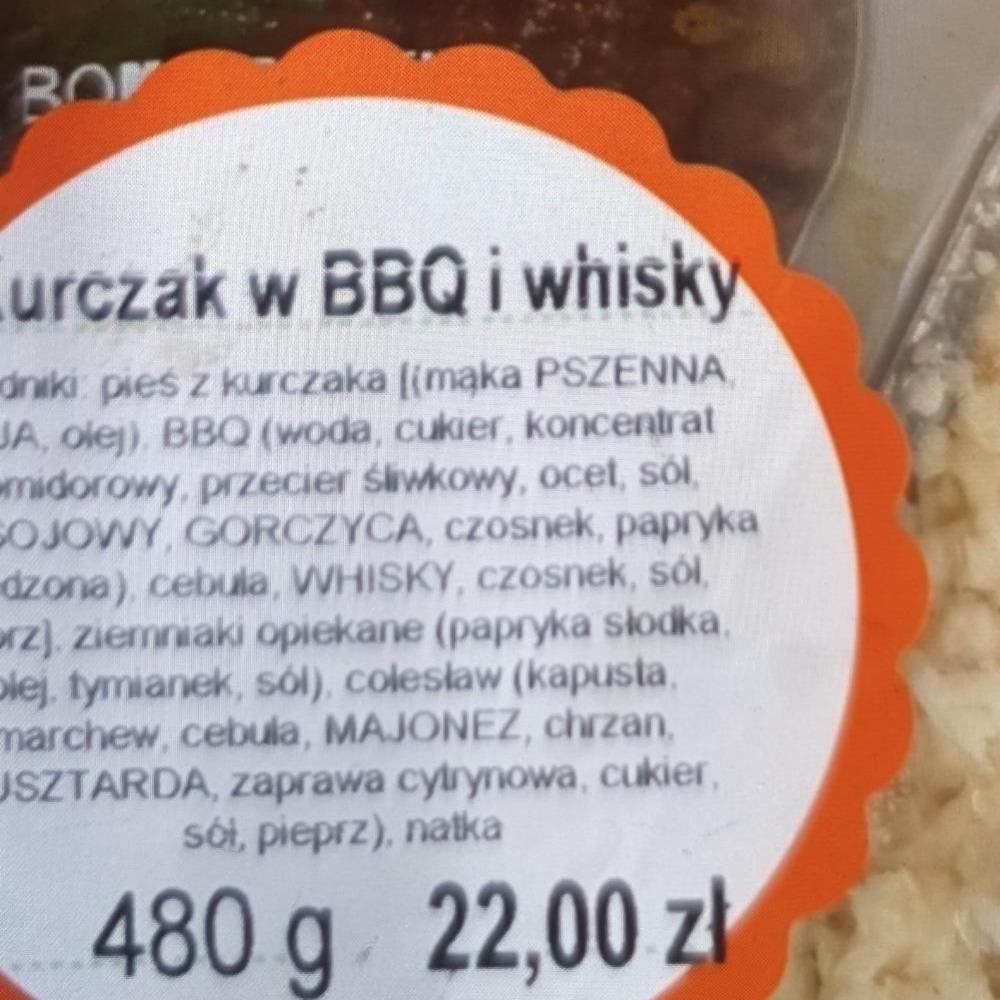 Kurczak w BBQ i whisky
dniki: pieś z kurczaka [(mąka PSZENNA,
JA, olej), BBQ (woda, cukier, koncentrat
omidorowy, przecier śliwkowy, ocet, sól,
SOJOWY, GORCZYCA, czosnek, papryka
dzona), cebula, WHISKY, czosnek, sól,
orz], ziemniaki opiekane (papryka słodka,
olej, tymianek, sól), colesław (kapusta,
marchew, cebula, MAJONEZ, chrzan,
USZTARDA, zaprawa cytrynowa, cukier,
sól, pieprz), natka
480 g 22,00 zł